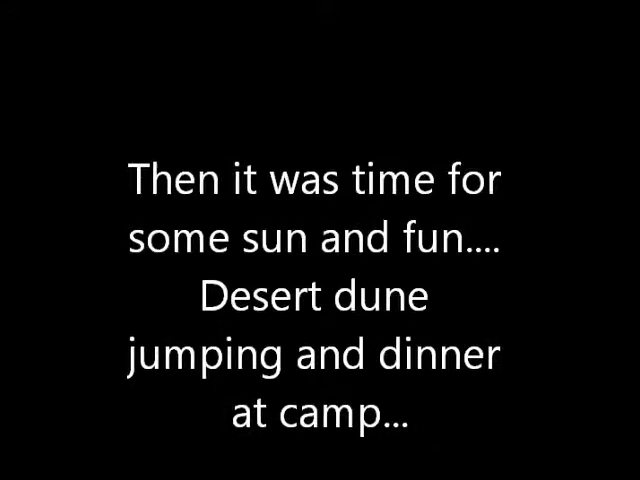 Then it was time for
some sun and fun....
Desert dune
jumping and dinner
at camp...